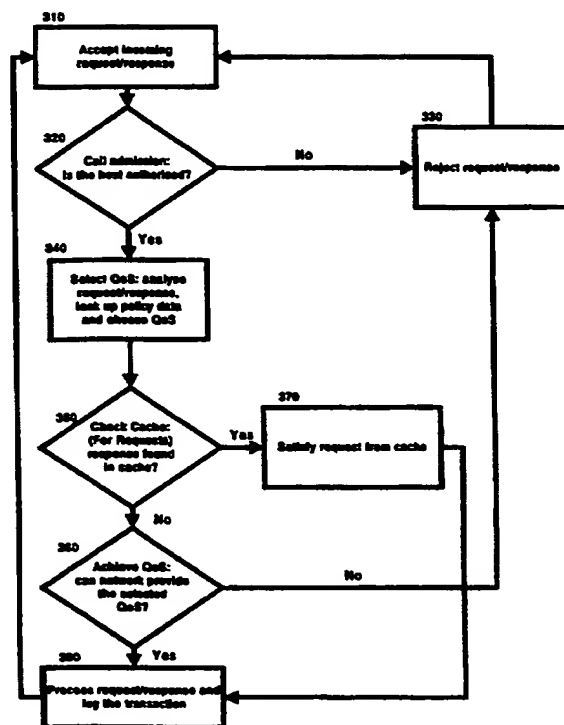 310
Accept incoming
request/response
320
Call admission:
is the host authorised?
No
330
Reject request/response
Yes
340
Select QoS: analyse
request/response,
look up policy data
and choose QoS
Check Cache:
(For Requests)
response found
in cache?
Yes
370
Satisfy request from cache
No
Achieve QoS:
can network provide
the selected
QoS?
No
Yes
Process request/response and
log the transaction